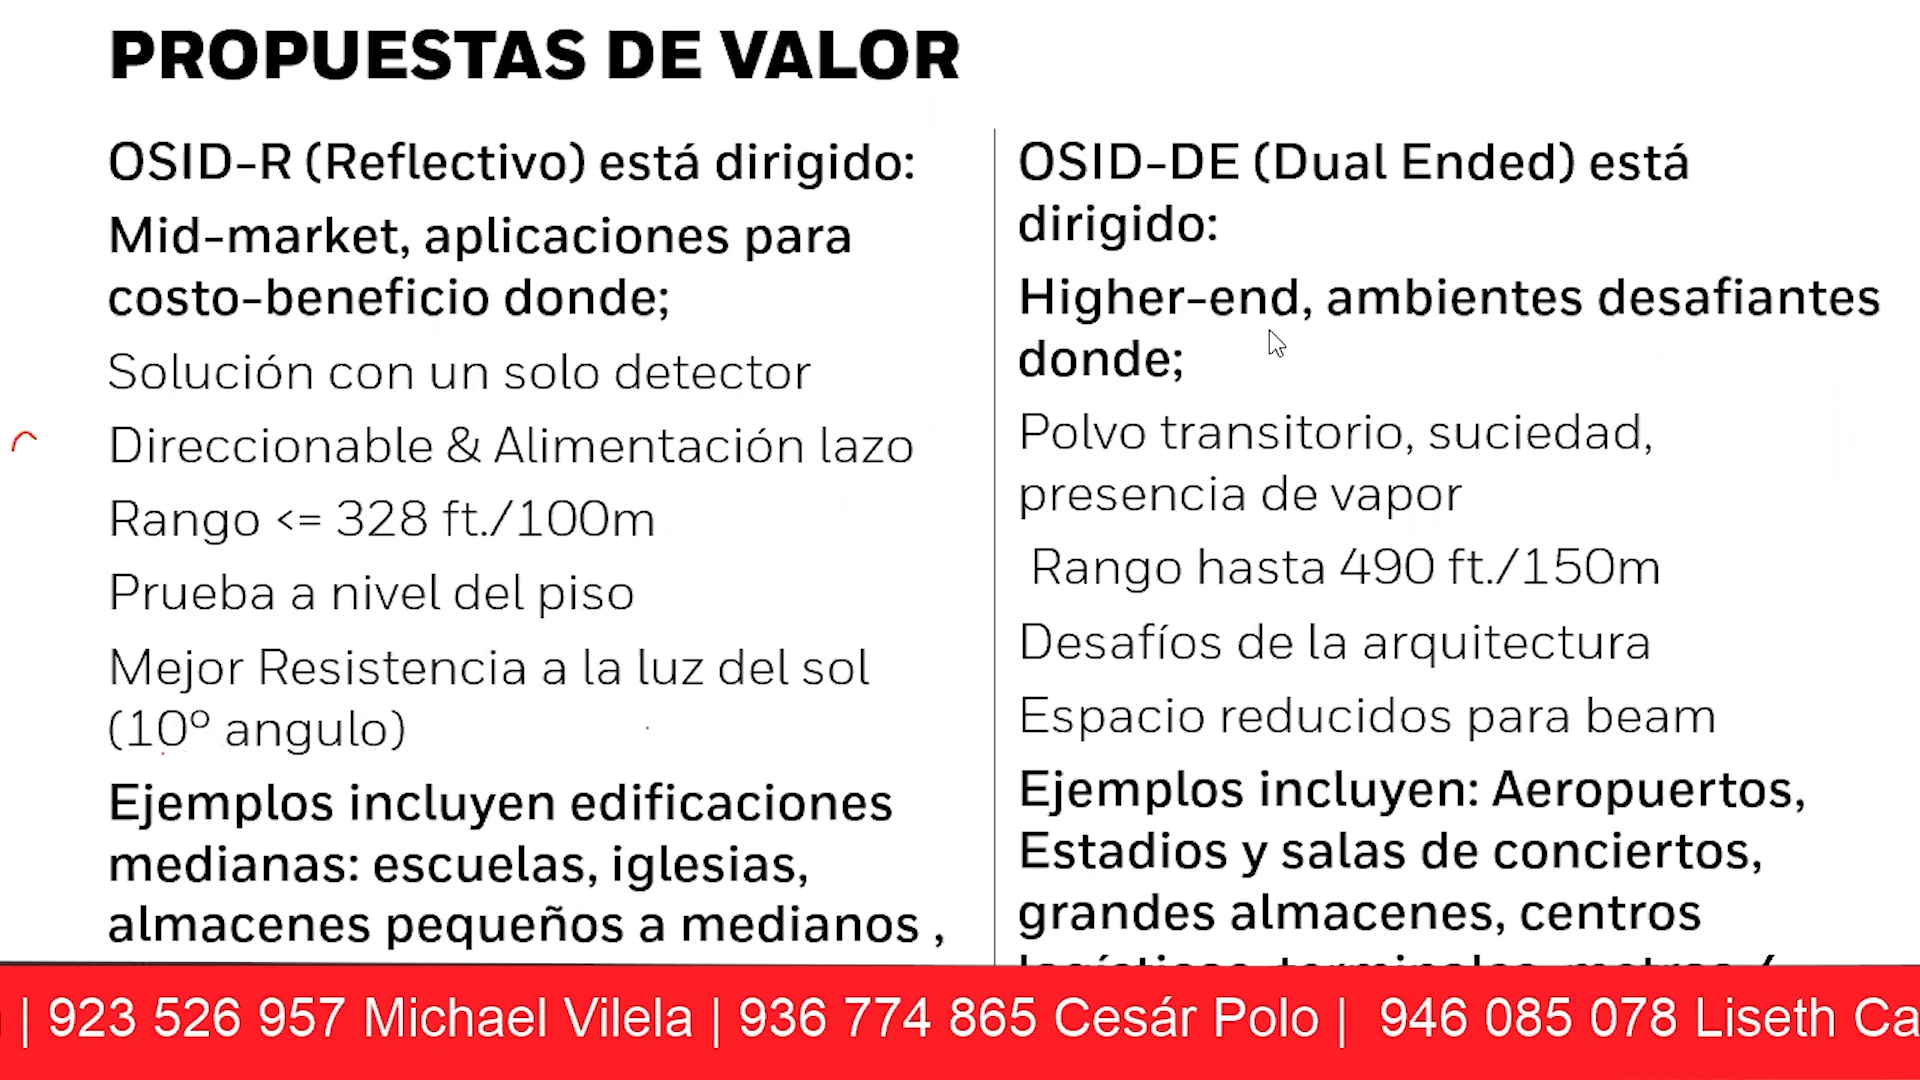 PROPUESTAS DE VALOR
OSID-R (Reflectivo) está dirigido:
Mid-market, aplicaciones para
costo-beneficio donde;
Solución con un solo detector
Direccionable & Alimentación lazo
Rango <= 328 ft./100m
Prueba a nivel del piso
Mejor Resistencia a la luz del sol
(10º angulo)
Ejemplos incluyen edificaciones
medianas: escuelas, iglesias,
almacenes pequeños a medianos ,
OSID-DE (Dual Ended) está
dirigido:
Higher-end, ambientes desafiantes
donde;
Polvo transitorio, suciedad,
presencia de vapor
Rango hasta 490 ft./150m
Desafíos de la arquitectura
Espacio reducidos para beam
Ejemplos incluyen: Aeropuertos,
Estadios y salas de conciertos,
grandes almacenes, centros
| 923 526 957 Michael Vilela | 936 774 865 Cesár Polo | 946 085 078 Liseth Ca